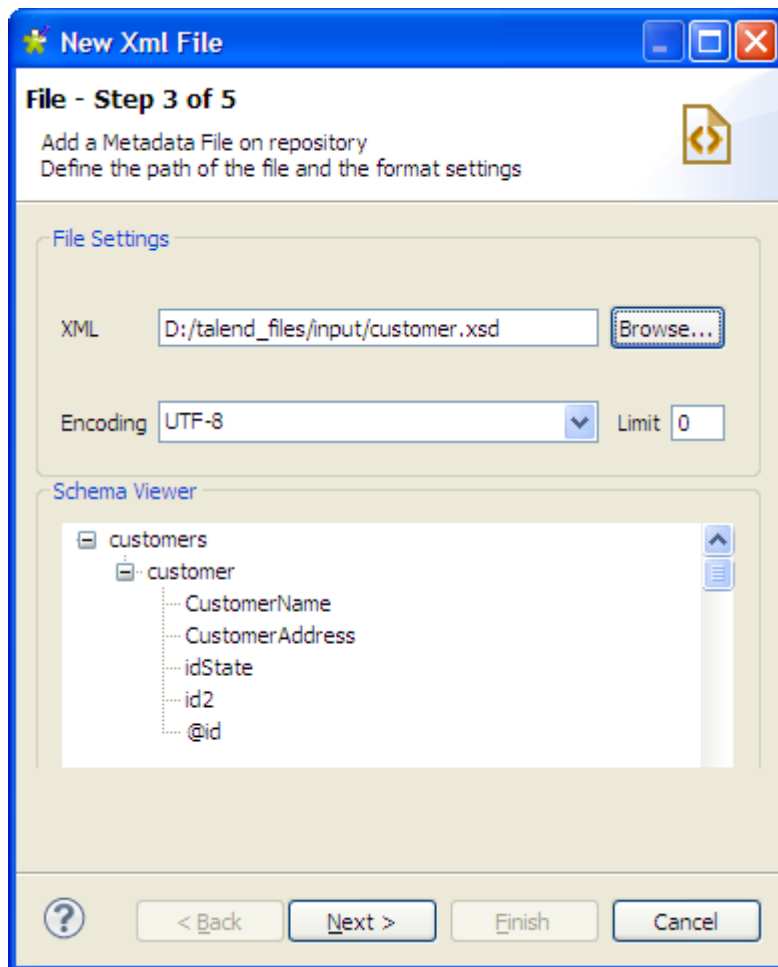 New Xml File
File - Step 3 of 5
Add a Metadata File on repository
Define the path of the file and the format settings
File Settings
XML D:/talend_files/input/customer.xsd Browse...
Encoding UTF-8 Limit 0
Schema Viewer
customers
customer
CustomerName
CustomerAddress
idState
id2
@id
? < Back Next > Finish Cancel